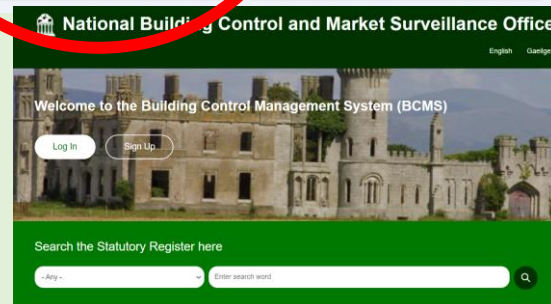 National Building Control and Market Surveillance Office
English Gaeilge
Welcome to the Building Control Management System (BCMS)
Log In Sign Up
Search the Statutory Register here
- Any - Enter search word